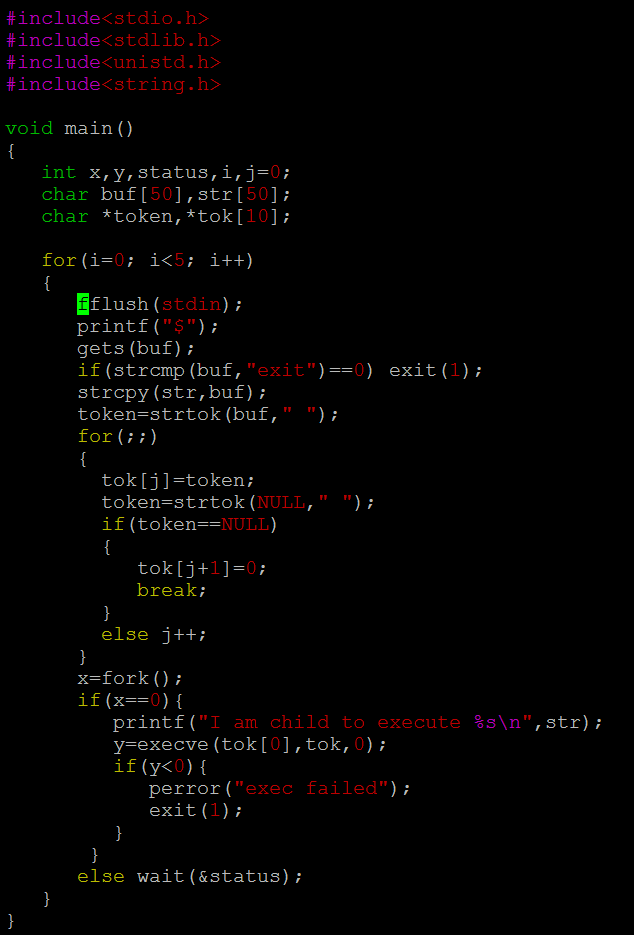 #include<stdio.h>
#include<stdlib.h>
#include<unistd.h>
#include<string.h>
void main()
{
int x,y,status,i,j=0;
char buf[50],str[50];
char *token,*tok[10];
for(i=0; i<5; i++)
{
fflush(stdin);
printf("$");
gets(buf);
if(strcmp(buf,"exit")==0) exit(1);
strcpy(str,buf);
token=strtok(buf," ");
for(;;)
{
tok[j]=token;
token=strtok(NULL," ");
if(token==NULL)
{
tok[j+1]=0;
break;
}
else j++;
}
x=fork();
if(x==0){
printf("I am child to execute %s\n",str);
y=execve(tok[0],tok,0);
if(y<0){
perror("exec failed");
exit(1);
}
}
else wait(&status);
}
}